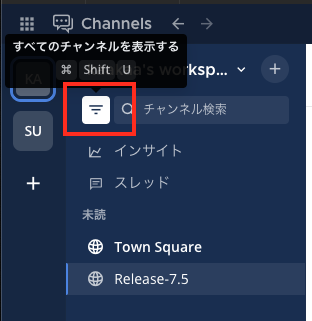 Channels
すべてのチャンネルを表示する
⌘ Shift U
's worksp...
KA
チャンネル検索
SU
インサイト
スレッド
未読
Town Square
Release-7.5